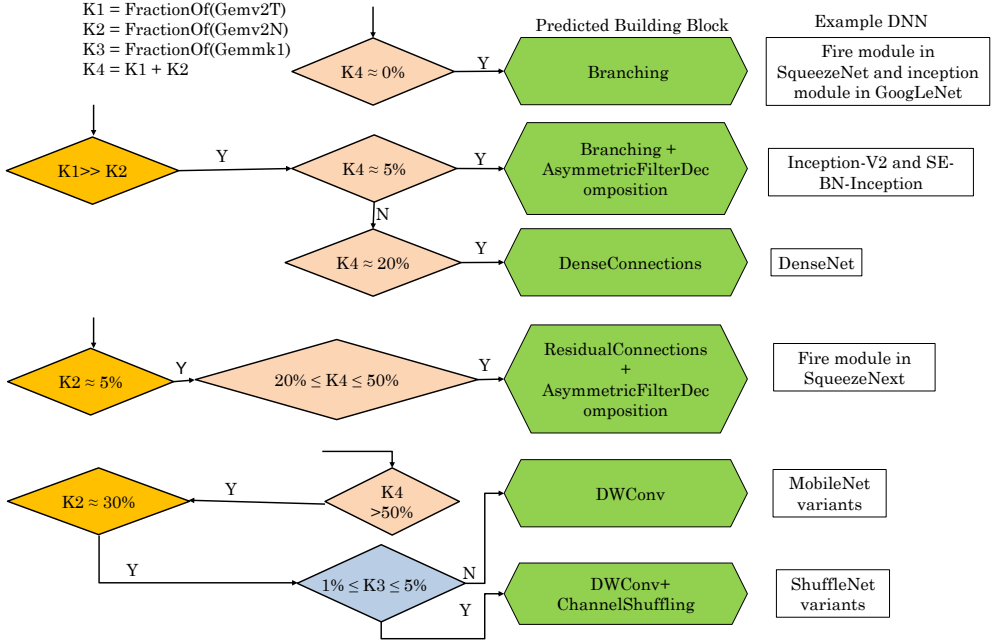 K1 = FractionOf(Gemv2T)
K2 = FractionOf(Gemv2N)
K3 = FractionOf(Gemmk1)
K4 = K1 + K2
Predicted Building Block
Example DNN
K4 ≈ 0%
Y
Branching
Fire module in
SqueezeNet and inception
module in GoogLeNet
K1>> K2
Y
K4 ≈ 5%
Y
Branching +
AsymmetricFilterDec
omposition
Inception-V2 and SE-
BN-Inception
N
K4 ≈ 20%
Y
DenseConnections
DenseNet
K2 ≈ 5%
Y
20% ≤ K4 ≤ 50%
Y
ResidualConnections
+
AsymmetricFilterDec
omposition
Fire module in
SqueezeNext
K2 ≈ 30%
Y
K4
>50%
DWConv
MobileNet
variants
Y
1% ≤ K3 ≤ 5%
N
Y
DWConv+
ChannelShuffling
ShuffleNet
variants